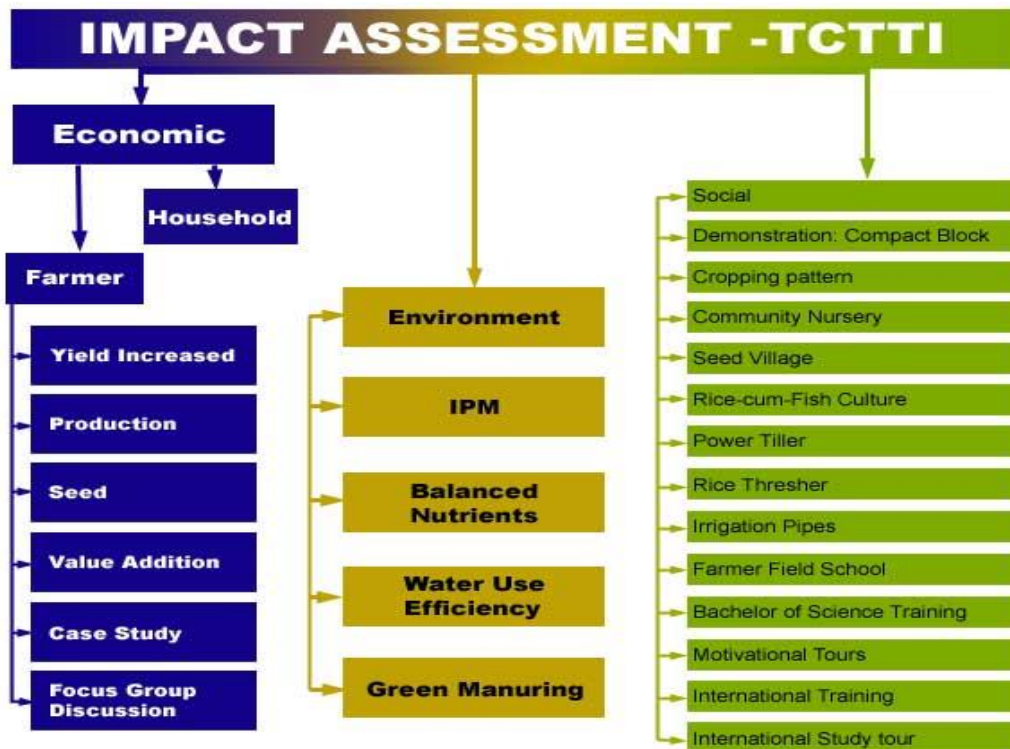 IMPACT ASSESSMENT -TCTTI
Economic
Household
Farmer
Yield Increased
Production
Seed
Value Addition
Case Study
Focus Group
Discussion
Environment
IPM
Balanced
Nutrients
Water Use
Efficiency
Green Manuring
Social
Demonstration: Compact Block
Cropping pattern
Community Nursery
Seed Village
Rice-cum-Fish Culture
Power Tiller
Rice Thresher
Irrigation Pipes
Farmer Field School
Bachelor of Science Training
Motivational Tours
International Training
International Study tour